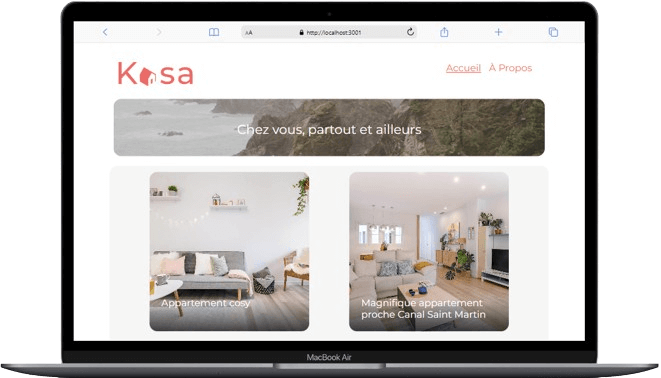 AA http://localhost:3001
Kasa
Accueil À Propos
Chez vous, partout et ailleurs
Appartement cosy
Magnifique appartement
proche Canal Saint Martin
MacBook Air